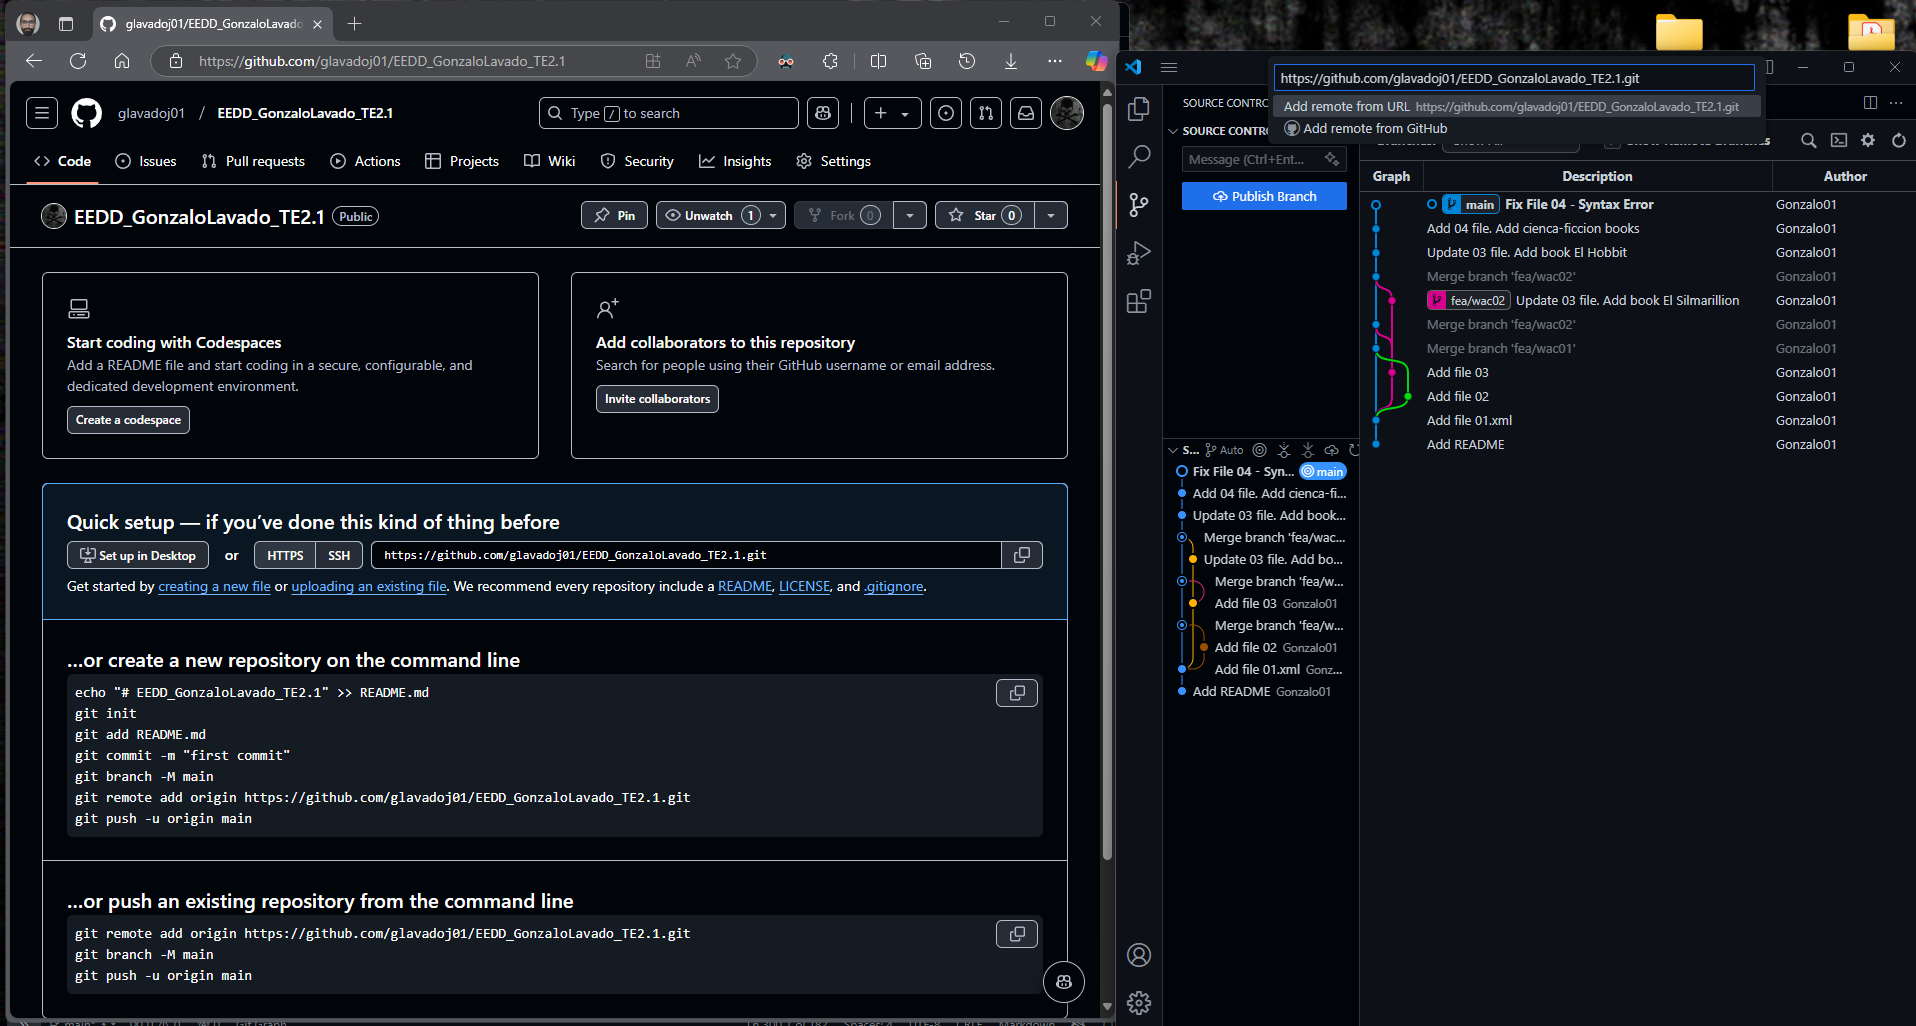 glavadoj01/EEDD_GonzaloLavado
https://github.com/glavadoj01/EEDD_GonzaloLavado_TE2.1
glavadoj01 / EEDD_GonzaloLavado_TE2.1
Type / to search
Code Issues Pull requests Actions Projects Wiki Security Insights Settings
EEDD_GonzaloLavado_TE2.1 Public
Pin Unwatch 1 Fork 0 Star 0
Start coding with Codespaces
Add a README file and start coding in a secure, configurable, and
dedicated development environment.
Create a codespace
Add collaborators to this repository
Search for people using their GitHub username or email address.
Invite collaborators
Quick setup — if you’ve done this kind of thing before
Set up in Desktop or HTTPS SSH https://github.com/glavadoj01/EEDD_GonzaloLavado_TE2.1.git
Get started by creating a new file or uploading an existing file. We recommend every repository include a README, LICENSE, and .gitignore.
...or create a new repository on the command line
echo "# EEDD_GonzaloLavado_TE2.1" >> README.md
git init
git add README.md
git commit -m "first commit"
git branch -M main
git remote add origin https://github.com/glavadoj01/EEDD_GonzaloLavado_TE2.1.git
git push -u origin main
...or push an existing repository from the command line
git remote add origin https://github.com/glavadoj01/EEDD_GonzaloLavado_TE2.1.git
git branch -M main
git push -u origin main
https://github.com/glavadoj01/EEDD_GonzaloLavado_TE2.1.git
Add remote from URL https://github.com/glavadoj01/EEDD_GonzaloLavado_TE2.1.git
Add remote from GitHub
SOURCE CONTRO
SOURCE CONTRO
Message (Ctrl+Ent...
Publish Branch
S... Auto
Fix File 04 - Syn... main
Add 04 file. Add cienca-fi...
Update 03 file. Add book...
Merge branch 'fea/wac...
Update 03 file. Add bo...
Merge branch 'fea/w...
Add file 03 Gonzalo01
Merge branch 'fea/w...
Add file 02 Gonzalo01
Add file 01.xml Gonz...
Add README Gonzalo01
Graph Description Author
main Fix File 04 - Syntax Error Gonzalo01
Add 04 file. Add cienca-ficcion books Gonzalo01
Update 03 file. Add book El Hobbit Gonzalo01
Merge branch 'fea/wac02' Gonzalo01
fea/wac02 Update 03 file. Add book El Silmarillion Gonzalo01
Merge branch 'fea/wac02' Gonzalo01
Merge branch 'fea/wac01' Gonzalo01
Add file 03 Gonzalo01
Add file 02 Gonzalo01
Add file 01.xml Gonzalo01
Add README Gonzalo01